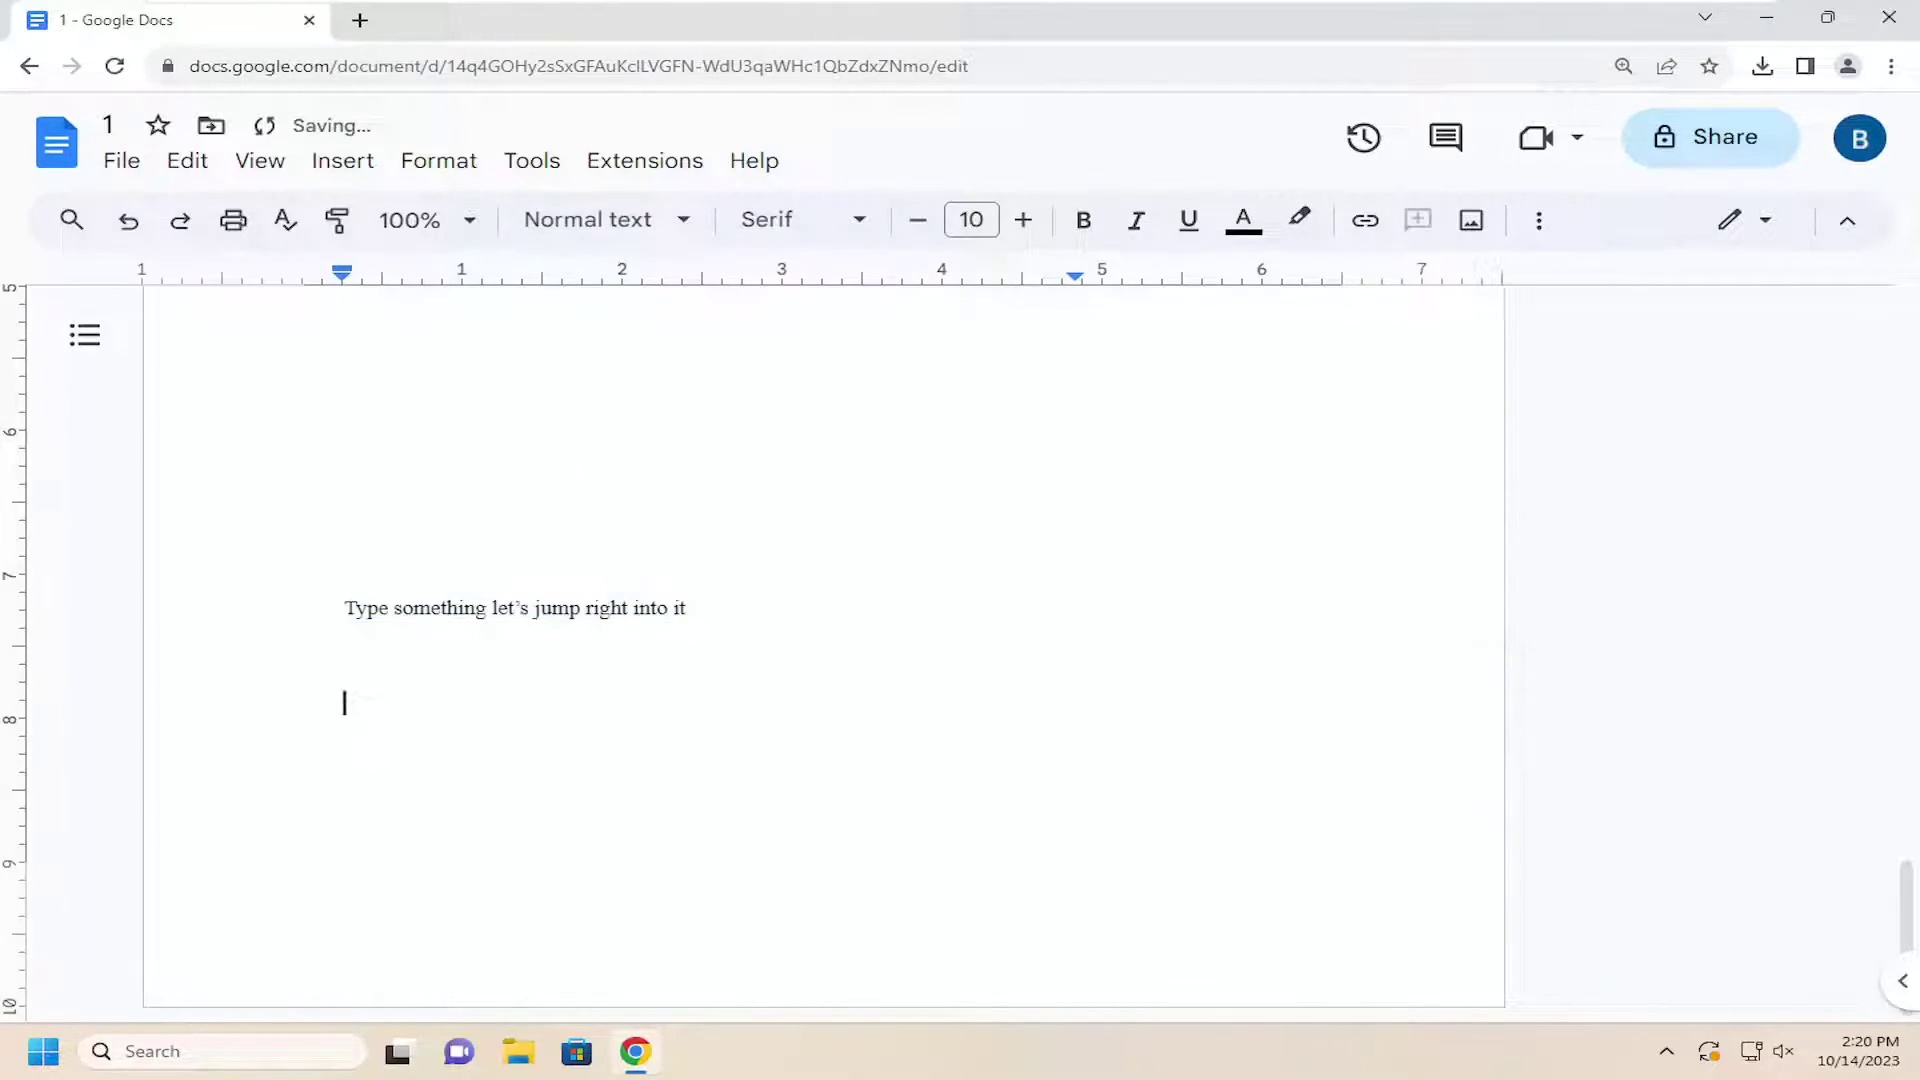 1 - Google Docs
docs.google.com/document/d/14q4GOHy2sSxGFAuKclLVGFN-WdU3qaWHc1QbZdxZNmo/edit
1 Saving...
File Edit View Insert Format Tools Extensions Help
Share
B
100% Normal text Serif 10 B I U A
1 1 2 3 4 5 6 7
5
6
Type something let’s jump right into it
7
8
9
10
Search
2:20 PM
10/14/2023